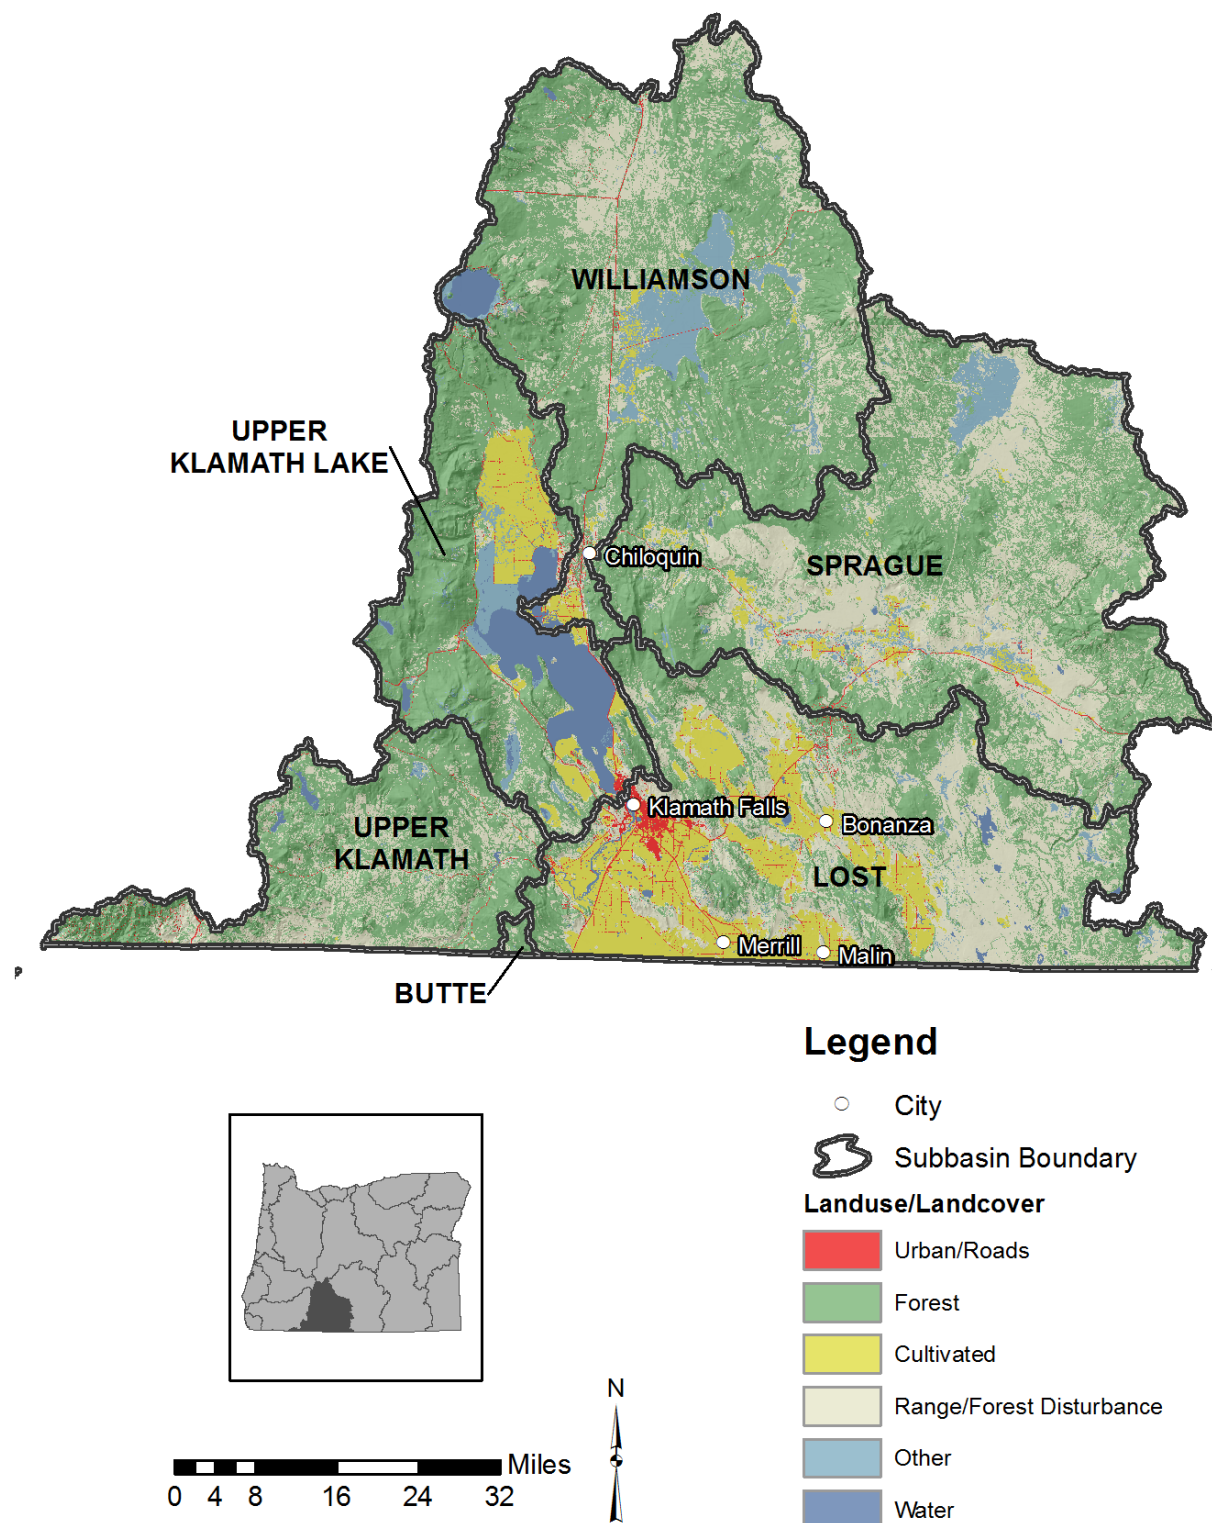 WILLIAMSON
UPPER
KLAMATH LAKE
Chiloquin
SPRAGUE
Klamath Falls
Bonanza
UPPER
KLAMATH
LOST
Merrill
Malin
BUTTE
P
Legend
City
Subbasin Boundary
Landuse/Landcover
Urban/Roads
Forest
Cultivated
Range/Forest Disturbance
Other
Water
N
Miles
0 4 8 16 24 32